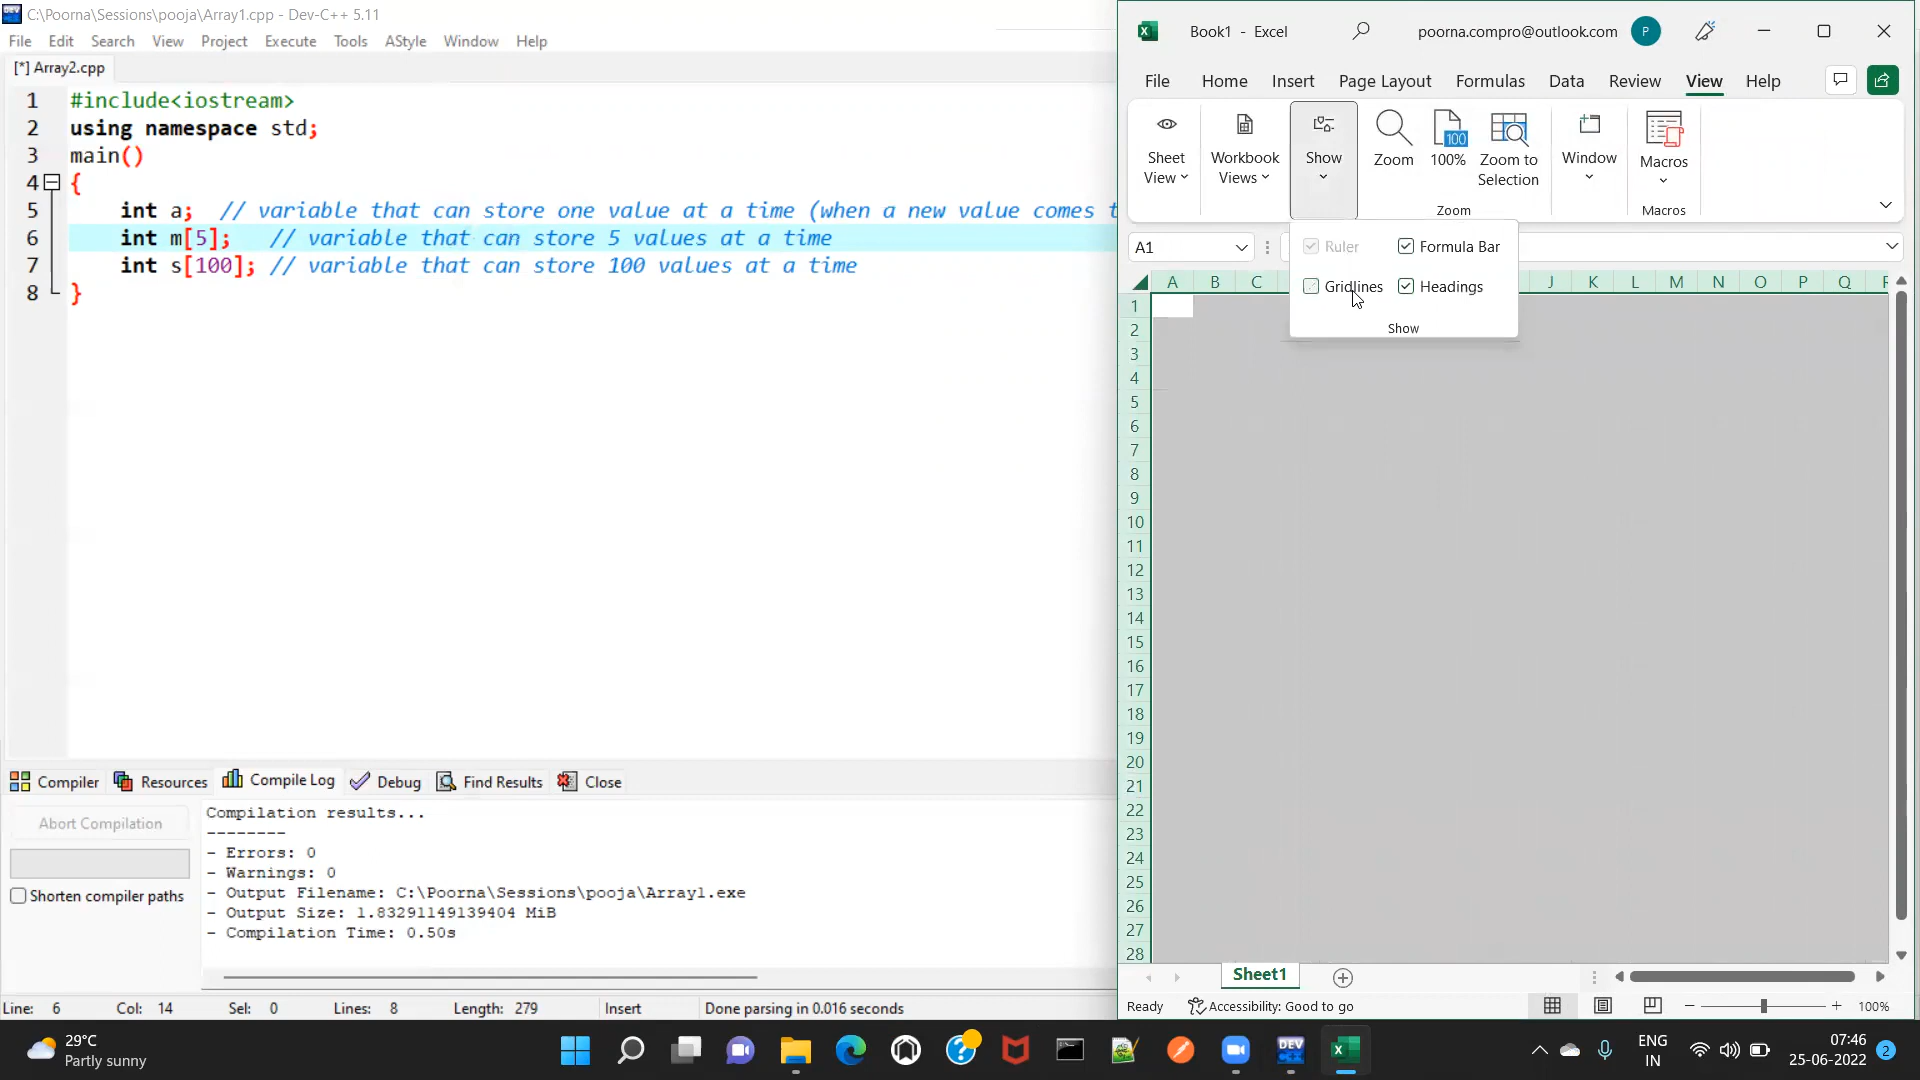 C:\Poorna\Sessions\pooja\Array1.cpp - Dev-C++ 5.11
File Edit Search View Project Execute Tools AStyle Window Help
[*] Array2.cpp
1 #include<iostream>
2 using namespace std;
3 main()
4 {
5 int a; // variable that can store one value at a time (when a new value comes t
6 int m[5]; // variable that can store 5 values at a time
7 int s[100]; // variable that can store 100 values at a time
8 }
Compiler Resources Compile Log Debug Find Results Close
Abort Compilation
Shorten compiler paths
Compilation results...
--------
- Errors: 0
- Warnings: 0
- Output Filename: C:\Poorna\Sessions\pooja\Array1.exe
- Output Size: 1.83291149139404 MiB
- Compilation Time: 0.50s
Line: 6 Col: 14 Sel: 0 Lines: 8 Length: 279 Insert Done parsing in 0.016 seconds
Book1 - Excel poorna.compro@outlook.com P
File Home Insert Page Layout Formulas Data Review View Help
Sheet View
Workbook Views
Show
Zoom
100
100%
Zoom to Selection
Window
Macros
Zoom
Macros
A1
Ruler Formula Bar
Gridlines Headings
Show
A B C J K L M N O P Q
1
2
3
4
5
6
7
8
9
10
11
12
13
14
15
16
17
18
19
20
21
22
23
24
25
26
27
28
Sheet1
Ready Accessibility: Good to go 100%
29°C
Partly sunny
DEV
ENG
IN
07:46
25-06-2022
2